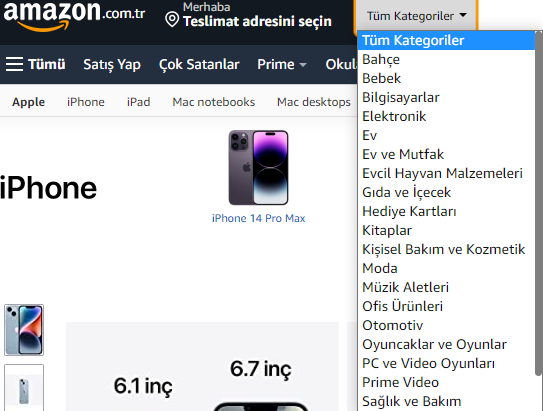 amazon.com.tr
Merhaba
Teslimat adresini seçin
Tüm Kategoriler
Tümü
Satış Yap
Çok Satanlar
Prime
Okul
Apple
iPhone
iPad
Mac notebooks
Mac desktops
iPhone
iPhone 14 Pro Max
6.1 inç
6.7 inç
Tüm Kategoriler
Bahçe
Bebek
Bilgisayarlar
Elektronik
Ev
Ev ve Mutfak
Evcil Hayvan Malzemeleri
Gıda ve İçecek
Hediye Kartları
Kitaplar
Kişisel Bakım ve Kozmetik
Moda
Müzik Aletleri
Ofis Ürünleri
Otomotiv
Oyuncaklar ve Oyunlar
PC ve Video Oyunları
Prime Video
Sağlık ve Bakım